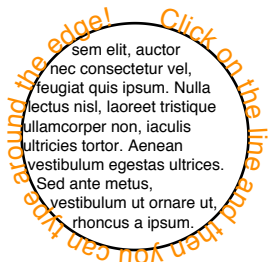 Click on the line and then you can type around the edge!
sem elit, auctor
nec consectetur vel,
feugiat quis ipsum. Nulla
lectus nisl, laoreet tristique
ullamcorper non, iaculis
ultricies tortor. Aenean
vestibulum egestas ultrices.
Sed ante metus,
vestibulum ut ornare ut,
rhoncus a ipsum.